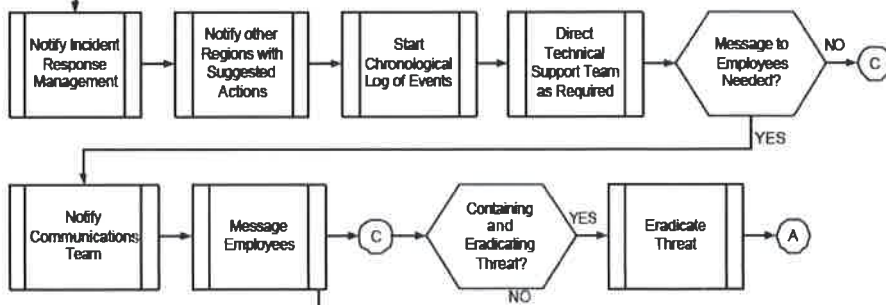 Notify Incident
Response
Management
Notify other
Regions with
Suggested
Actions
Start
Chronological
Log of Events
Direct
Technical
Support Team
as Required
Message to
Employees
Needed?
NO
C
YES
Notify
Communications
Team
Message
Employees
C
Containing
and
Eradicating
Threat?
YES
NO
Eradicate
Threat
A